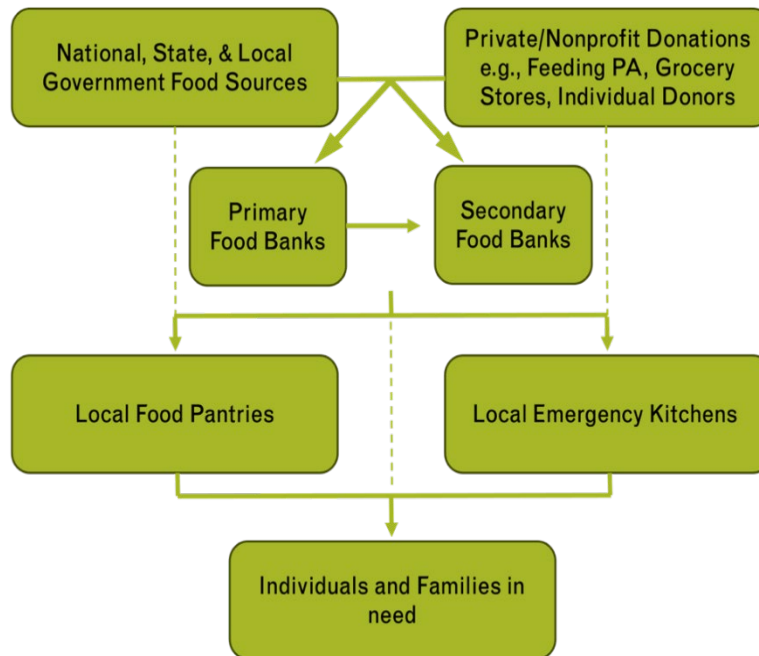 National, State, & Local
Government Food Sources
Private/Nonprofit Donations
e.g., Feeding PA, Grocery
Stores, Individual Donors
Primary
Food Banks
Secondary
Food Banks
Local Food Pantries
Local Emergency Kitchens
Individuals and Families in
need